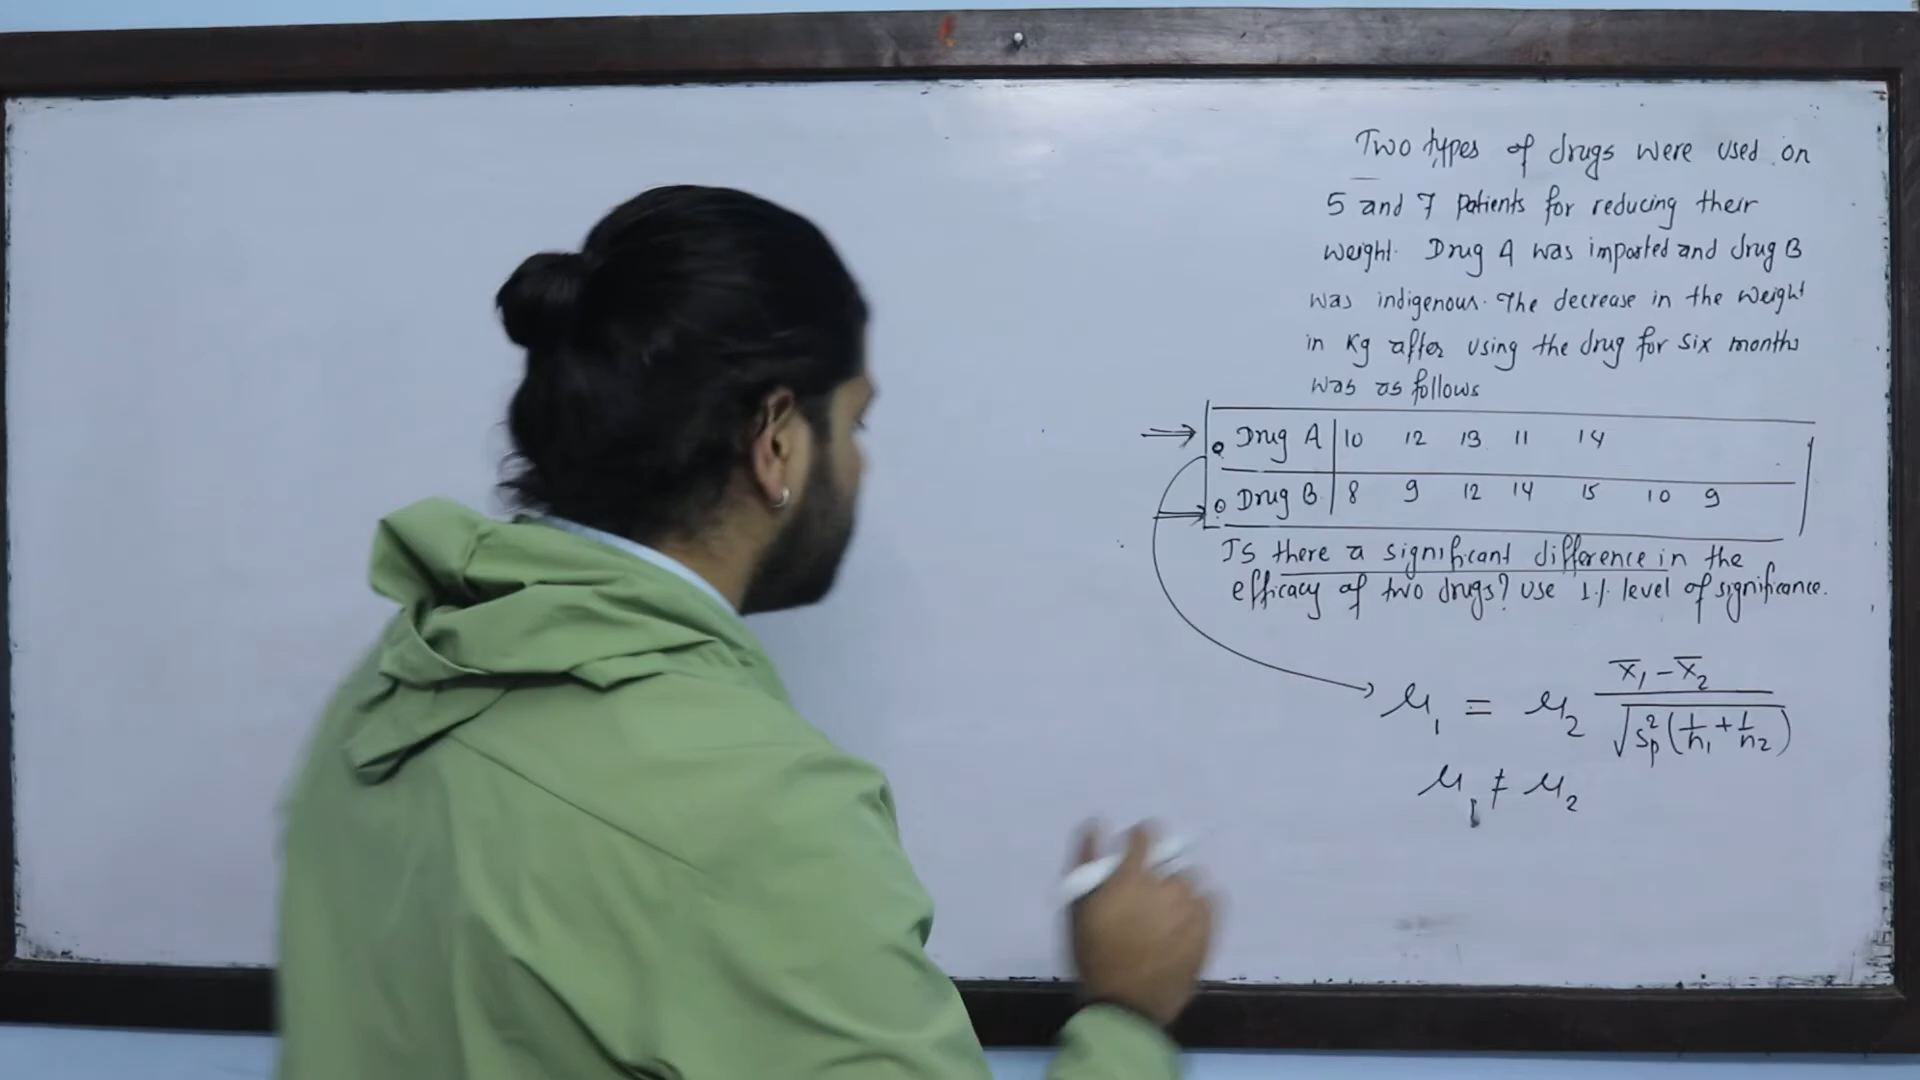 Two types of drugs were used on
5 and 7 patients for reducing their
weight. Drug A was imported and drug B
was indigenous. The decrease in the weight
in Kg after using the drug for six months
was as follows
Drug A | 10 12 13 11 14
Drug B | 8 9 12 14 15 10 9
Is there a significant difference in the
efficacy of two drugs? Use 1% level of significance.
x̄₁ - x̄₂
μ₁ = μ₂ √Sp²(1/n₁ + 1/n₂)
μ₁ ≠ μ₂